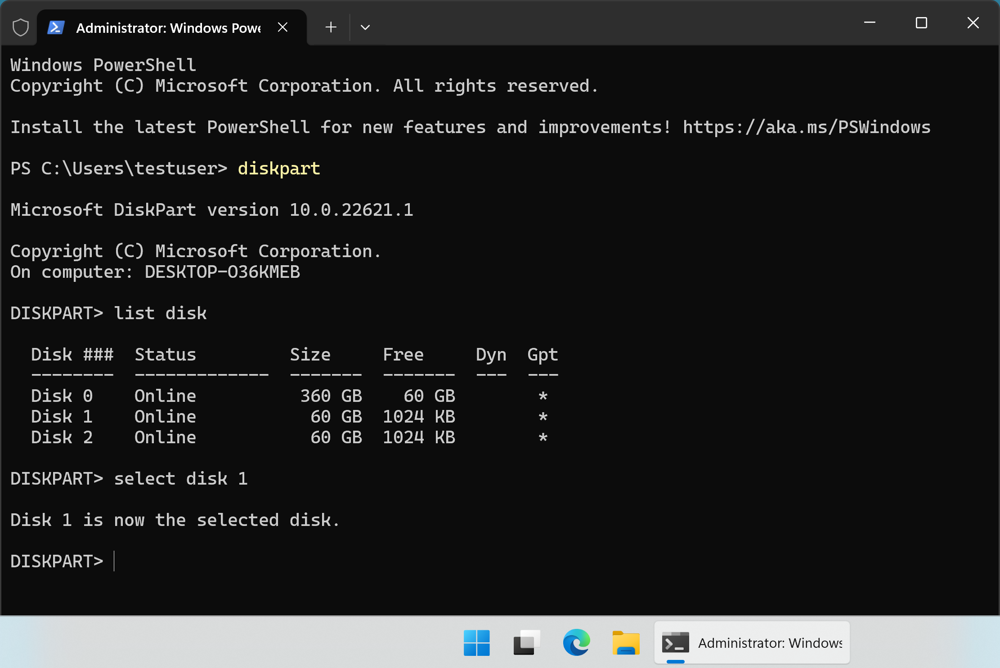 Administrator: Windows Powe
Windows PowerShell
Copyright (C) Microsoft Corporation. All rights reserved.
Install the latest PowerShell for new features and improvements! https://aka.ms/PSWindows
PS C:\Users\testuser> diskpart
Microsoft DiskPart version 10.0.22621.1
Copyright (C) Microsoft Corporation.
On computer: DESKTOP-O36KMEB
DISKPART> list disk
  Disk ###  Status         Size     Free     Dyn  Gpt
  --------  -------------  -------  -------  ---  ---
  Disk 0    Online          360 GB    60 GB        *
  Disk 1    Online           60 GB  1024 KB        *
  Disk 2    Online           60 GB  1024 KB        *
DISKPART> select disk 1
Disk 1 is now the selected disk.
DISKPART>
Administrator: Windows